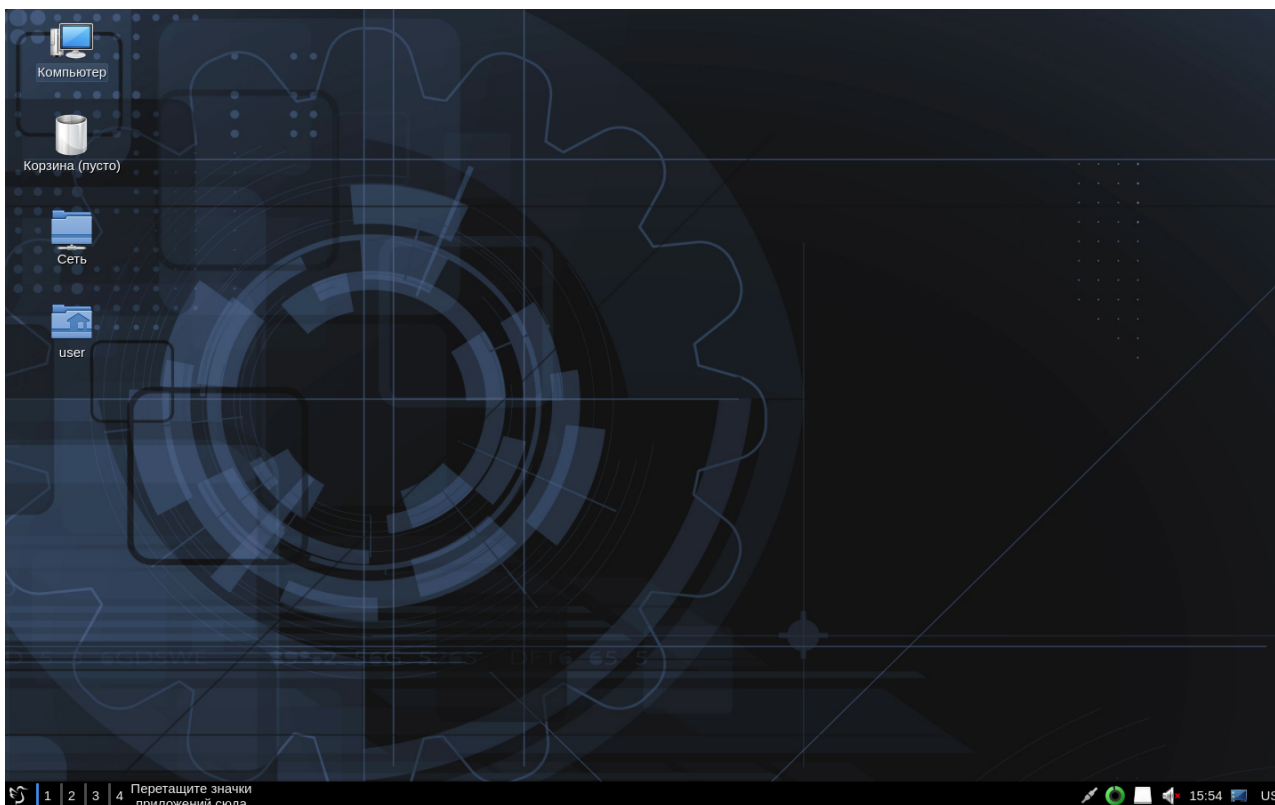 Компьютер
Корзина (пусто)
Сеть
user
1 2 3 4
Перетащите значки
приложений сюда
15:54
US